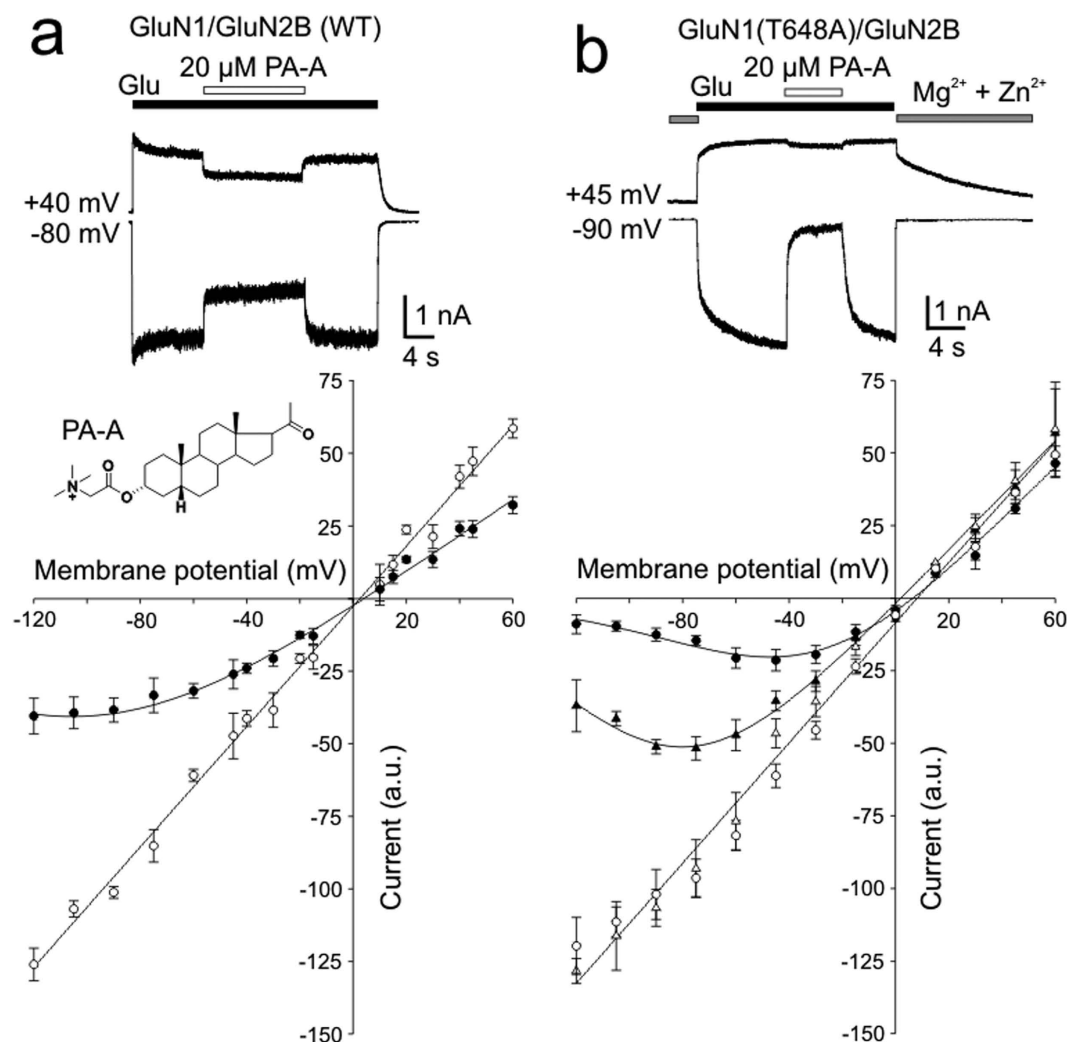 a
GluN1/GluN2B (WT)
20 µM PA-A
Glu
+40 mV
-80 mV
1 nA
4 s
PA-A
O
O
N
+
H
O
75
50
25
Membrane potential (mV)
-120
-80
-40
20
60
-25
-50
-75
-100
-125
-150
Current (a.u.)
b
GluN1(T648A)/GluN2B
20 µM PA-A
Glu
Mg²⁺ + Zn²⁺
+45 mV
-90 mV
1 nA
4 s
75
50
25
Membrane potential (mV)
-120
-80
-40
20
60
-25
-50
-75
-100
-125
-150
Current (a.u.)